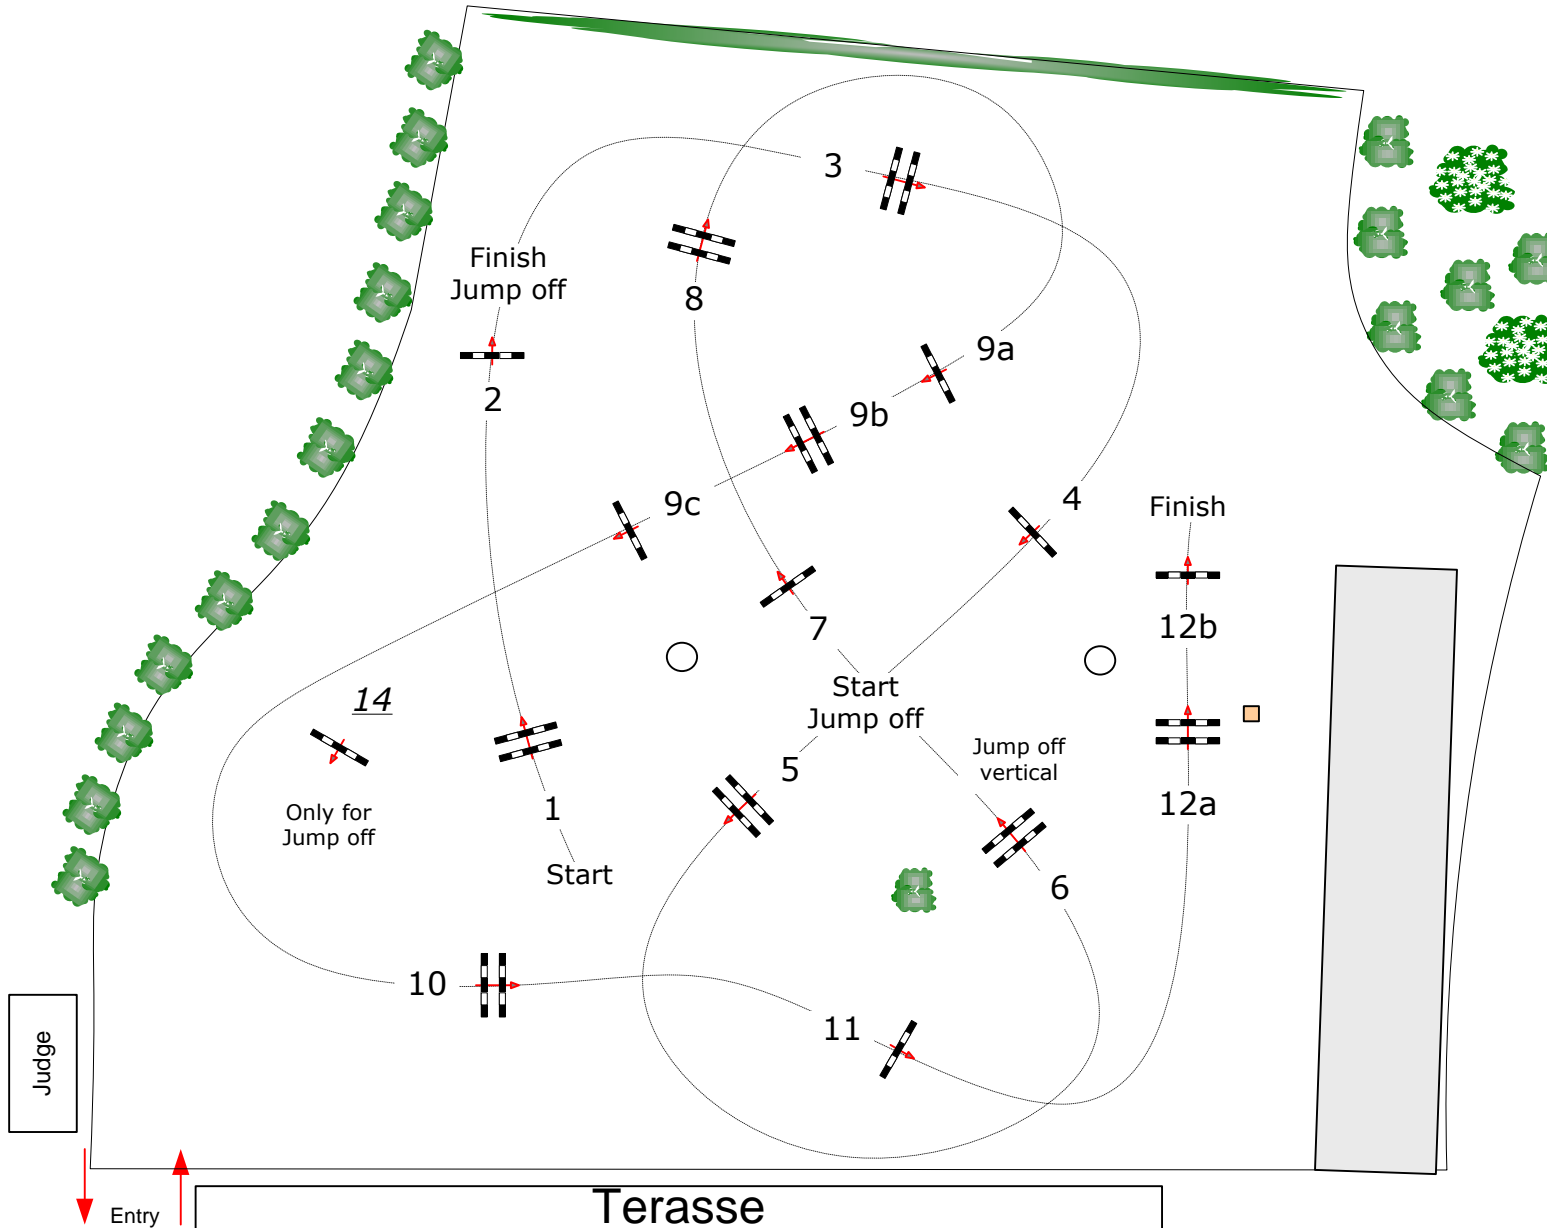 3
Finish
Jump off
8
9a
2
9b
9c
4
Finish
7
12b
14
Start
Jump off
Jump off
vertical
5
1
12a
Only for
Jump off
Start
6
10
11
Judge
Entry
Terasse